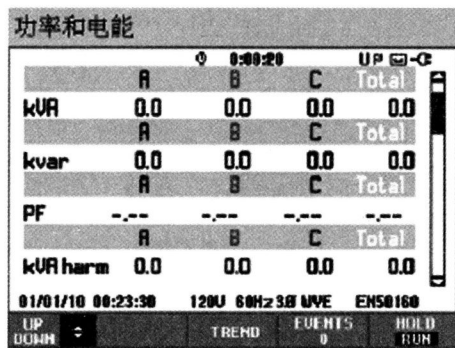 功率和电能
0:00:20 UP
A B C Total
kVA 0.0 0.0 0.0 0.0
A B C Total
kvar 0.0 0.0 0.0 0.0
A B C Total
PF -.-- -.-- -.-- -.--
A B C Total
kVA harm 0.0 0.0 0.0 0.0
01/01/10 00:23:30 120V 60Hz 3Ø WYE EN50160
UP DOWN TREND EVENTS 0 HOLD RUN